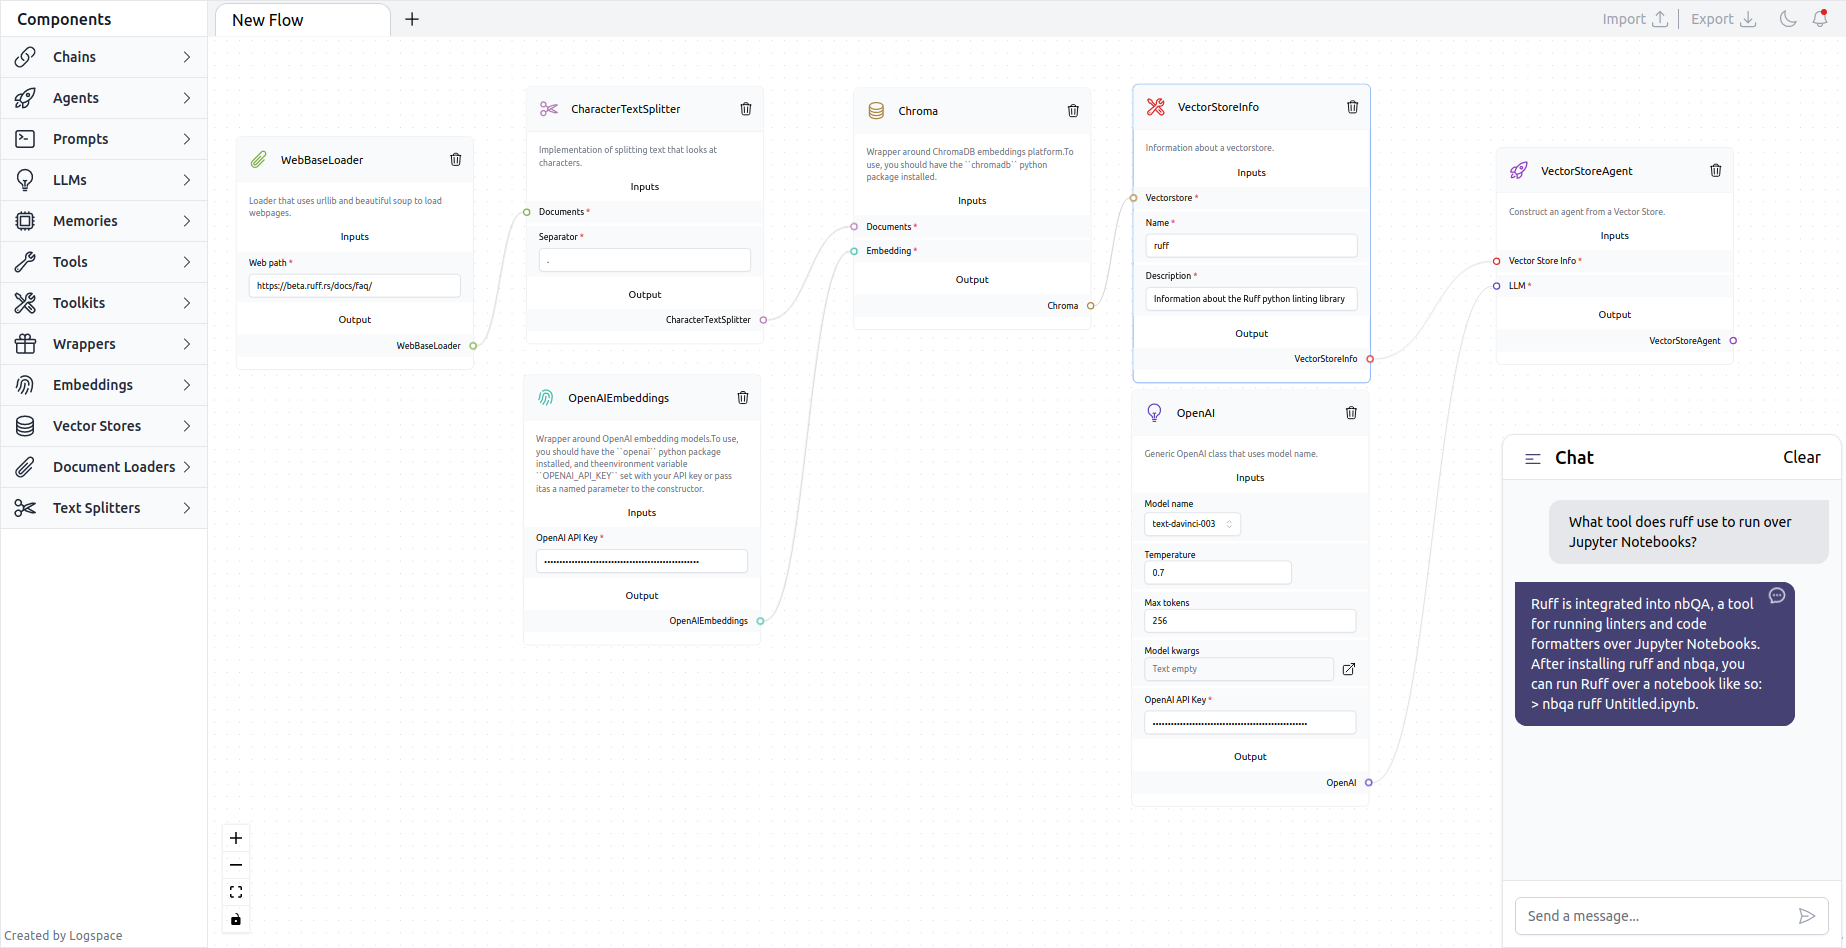 Components
Chains
Agents
Prompts
LLMs
Memories
Tools
Toolkits
Wrappers
Embeddings
Vector Stores
Document Loaders
Text Splitters
Created by Logspace
New Flow
Import
Export
WebBaseLoader
Loader that uses urllib and beautiful soup to load
webpages.
Inputs
Web path *
https://beta.ruff.rs/docs/faq/
Output
WebBaseLoader
CharacterTextSplitter
Implementation of splitting text that looks at
characters.
Inputs
Documents *
Separator *
.
Output
CharacterTextSplitter
OpenAIEmbeddings
Wrapper around OpenAI embedding models.To use,
you should have the ``openai`` python package
installed, and theenvironment variable
``OPENAI_API_KEY`` set with your API key or pass
itas a named parameter to the constructor.
Inputs
OpenAI API Key *
Output
OpenAIEmbeddings
Chroma
Wrapper around ChromaDB embeddings platform.To
use, you should have the ``chromadb`` python
package installed.
Inputs
Documents *
Embedding *
Output
Chroma
VectorStoreInfo
Information about a vectorstore.
Inputs
Vectorstore *
Name *
ruff
Description *
Information about the Ruff python linting library
Output
VectorStoreInfo
OpenAI
Generic OpenAI class that uses model name.
Inputs
Model name
text-davinci-003
Temperature
0.7
Max tokens
256
Model kwargs
Text empty
OpenAI API Key *
Output
OpenAI
VectorStoreAgent
Construct an agent from a Vector Store.
Inputs
Vector Store Info *
LLM *
Output
VectorStoreAgent
Chat
Clear
What tool does ruff use to run over
Jupyter Notebooks?
Ruff is integrated into nbQA, a tool
for running linters and code
formatters over Jupyter Notebooks.
After installing ruff and nbqa, you
can run Ruff over a notebook like so:
> nbqa ruff Untitled.ipynb.
Send a message...